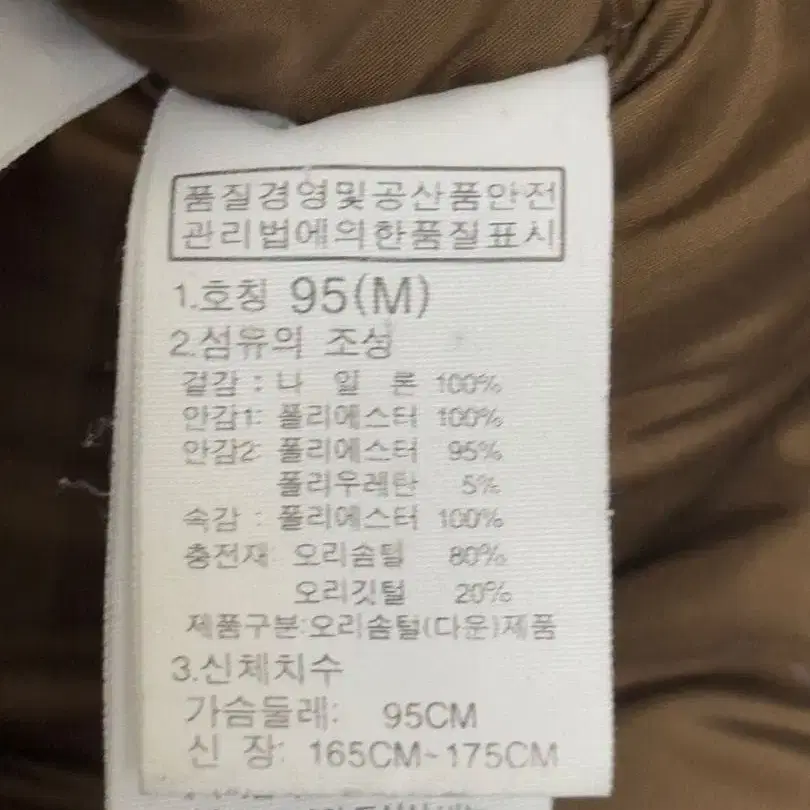 품질경영및공산품안전
관리법에의한품질표시
1.호칭 95(M)
2.섬유의 조성
겉감 : 나 일 론 100%
안감1: 폴리에스터 100%
안감2: 폴리에스터 95%
폴리우레탄 5%
속감 : 폴리에스터 100%
충전재: 오리솜털 80%
오리깃털 20%
제품구분:오리솜털(다운)제품
3.신체치수
가슴둘레: 95CM
신 장: 165CM~175CM